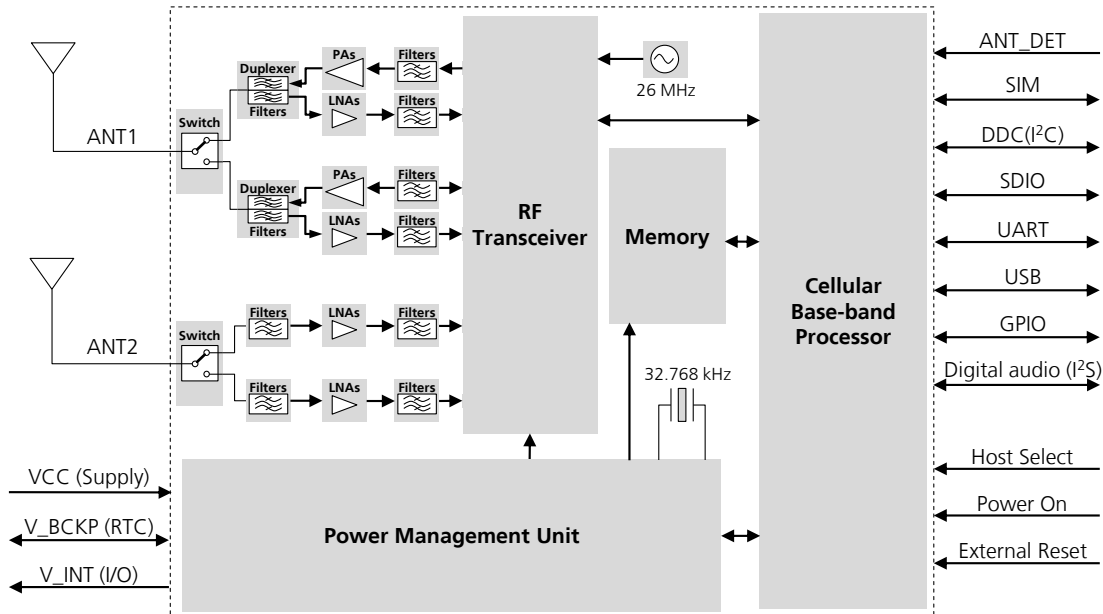 ANT1
Switch
Duplexer
Filters
PAs
Filters
LNAs
Filters
Duplexer
Filters
PAs
Filters
LNAs
Filters
ANT2
Switch
Filters
LNAs
Filters
Filters
LNAs
Filters
RF
Transceiver
26 MHz
Memory
32.768 kHz
Cellular
Base-band
Processor
Power Management Unit
VCC (Supply)
V_BCKP (RTC)
V_INT (I/O)
ANT_DET
SIM
DDC(I²C)
SDIO
UART
USB
GPIO
Digital audio (I²S)
Host Select
Power On
External Reset